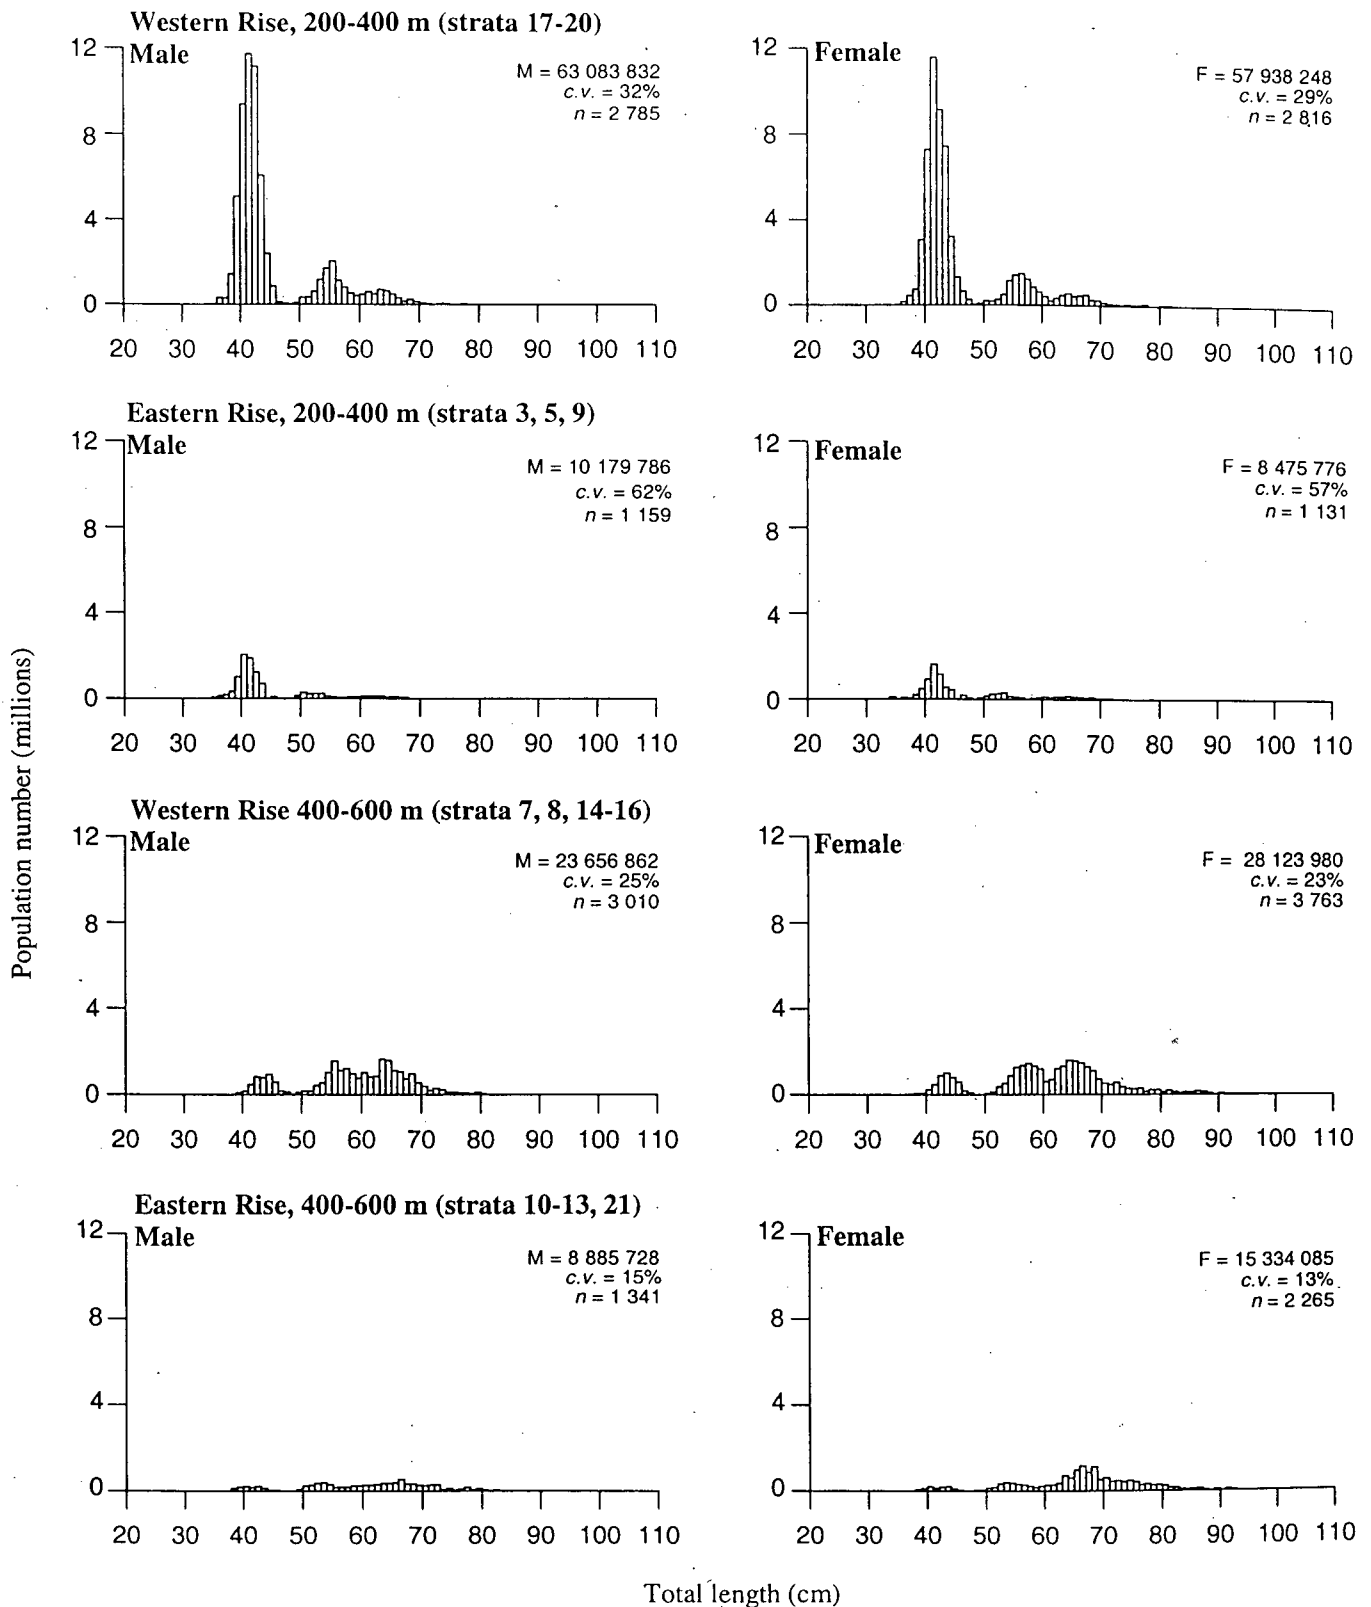 Western Rise, 200-400 m (strata 17-20)
Male
M = 63 083 832
c.v. = 32%
n = 2 785
12
8
4
0
20 30 40 50 60 70 80 90 100 110
Female
F = 57 938 248
c.v. = 29%
n = 2 816
12
8
4
0
20 30 40 50 60 70 80 90 100 110
Eastern Rise, 200-400 m (strata 3, 5, 9)
Male
M = 10 179 786
c.v. = 62%
n = 1 159
12
8
4
0
20 30 40 50 60 70 80 90 100 110
Female
F = 8 475 776
c.v. = 57%
n = 1 131
12
8
4
0
20 30 40 50 60 70 80 90 100 110
Western Rise 400-600 m (strata 7, 8, 14-16)
Male
M = 23 656 862
c.v. = 25%
n = 3 010
12
8
4
0
20 30 40 50 60 70 80 90 100 110
Female
F = 28 123 980
c.v. = 23%
n = 3 763
12
8
4
0
20 30 40 50 60 70 80 90 100 110
Eastern Rise, 400-600 m (strata 10-13, 21)
Male
M = 8 885 728
c.v. = 15%
n = 1 341
12
8
4
0
20 30 40 50 60 70 80 90 100 110
Female
F = 15 334 085
c.v. = 13%
n = 2 265
12
8
4
0
20 30 40 50 60 70 80 90 100 110
Population number (millions)
Total length (cm)